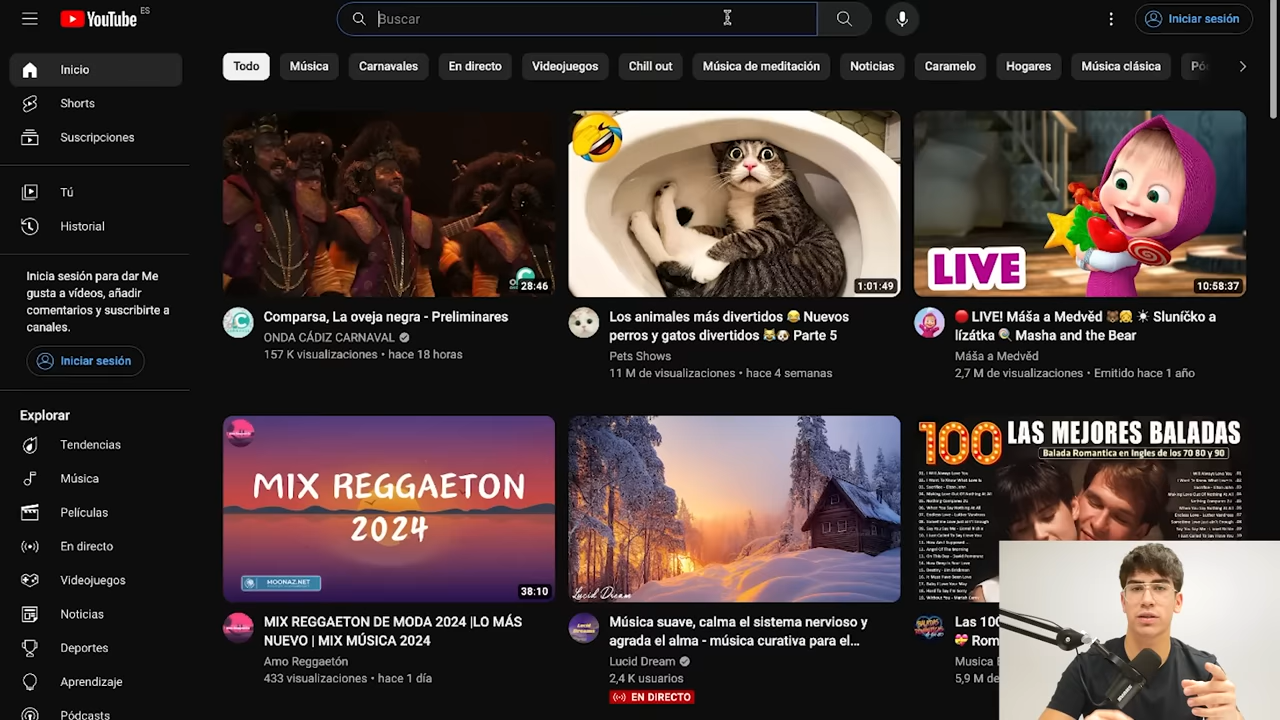 YouTube ES
Buscar
Iniciar sesión
Inicio
Shorts
Suscripciones
Tú
Historial
Inicia sesión para dar Me
gusta a vídeos, añadir
comentarios y suscribirte a
canales.
Iniciar sesión
Explorar
Tendencias
Música
Películas
En directo
Videojuegos
Noticias
Deportes
Aprendizaje
Pódcasts
Todo
Música
Carnavales
En directo
Videojuegos
Chill out
Música de meditación
Noticias
Caramelo
Hogares
Música clásica
28:46
Comparsa, La oveja negra - Preliminares
ONDA CÁDIZ CARNAVAL
157 K visualizaciones • hace 18 horas
1:01:49
Los animales más divertidos 😂 Nuevos
perros y gatos divertidos 😹🐶 Parte 5
Pets Shows
11 M de visualizaciones • hace 4 semanas
LIVE
10:58:37
🔴 LIVE! Máša a Medvěd 🐻👱‍♀️ ☀️ Sluníčko a
lízátka 🍭 Masha and the Bear
Máša a Medvěd
2,7 M de visualizaciones • Emitido hace 1 año
MIX REGGAETON
2024
MOONAZ.NET
38:10
MIX REGGAETON DE MODA 2024 |LO MÁS
NUEVO | MIX MÚSICA 2024
Amo Reggaetón
433 visualizaciones • hace 1 día
Lucid Dream
Música suave, calma el sistema nervioso y
agrada el alma - música curativa para el...
Lucid Dream
2,4 K usuarios
EN DIRECTO
100 LAS MEJORES BALADAS
Balada Romantica en Ingles de los 70 80 y 90
Las 100
💝 Rom
Musica
5,9 M